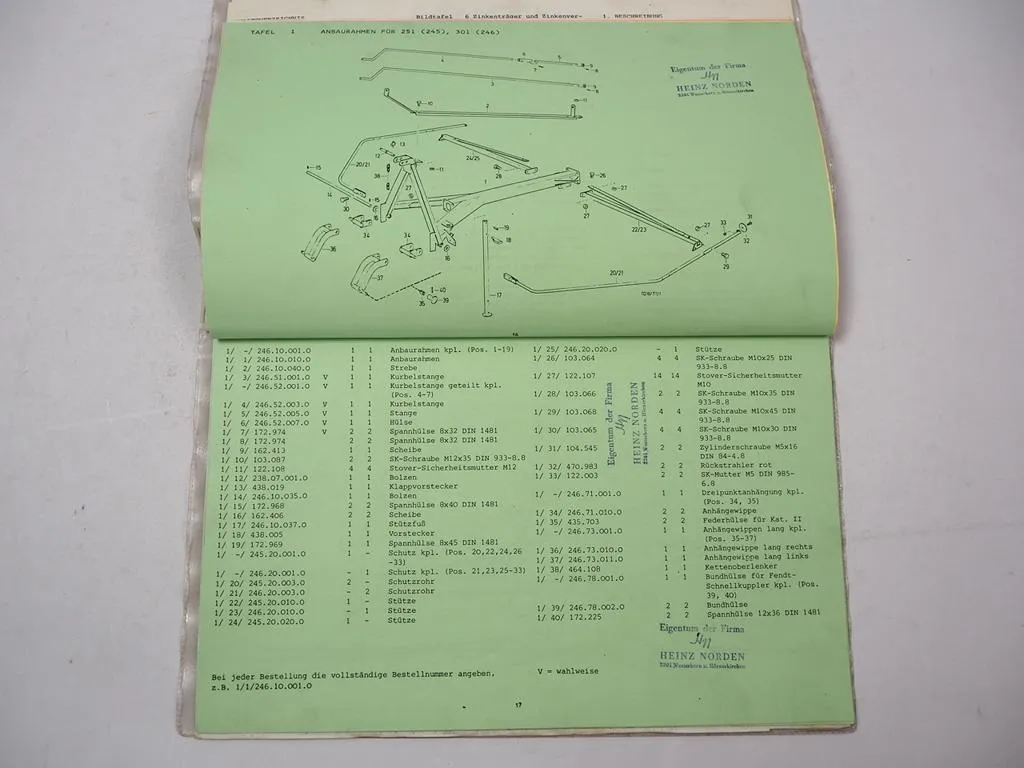 Bildtafel 6 Zinkenträger und Zinkenver- 1. BESCHREIBUNG
TAFEL 1 ANBAURAHMEN FÜR 251 (245), 301 (246)
Eigentum der Firma
HEINZ NORDEN
1/ -/ 246.10.001.0 1 1 Anbaurahmen kpl. (Pos. 1-19)
1/ 1/ 246.10.010.0 1 1 Anbaurahmen
1/ 2/ 246.10.040.0 1 1 Strebe
1/ 3/ 246.51.001.0 V 1 1 Kurbelstange
1/ -/ 246.52.001.0 V 1 1 Kurbelstange geteilt kpl.
(Pos. 4-7)
1/ 4/ 246.52.003.0 V 1 1 Kurbelstange
1/ 5/ 246.52.005.0 V 1 1 Stange
1/ 6/ 246.52.007.0 V 1 1 Hülse
1/ 7/ 172.974 V 2 2 Spannhülse 8x32 DIN 1481
1/ 8/ 172.974 2 2 Spannhülse 8x32 DIN 1481
1/ 9/ 162.413 1 1 Scheibe
1/ 10/ 103.087 2 2 SK-Schraube M12x35 DIN 933-8.8
1/ 11/ 122.108 4 4 Stover-Sicherheitsmutter M12
1/ 12/ 238.07.001.0 1 1 Bolzen
1/ 13/ 438.019 1 1 Klappvorstecker
1/ 14/ 246.10.035.0 1 1 Bolzen
1/ 15/ 172.968 2 2 Spannhülse 8x40 DIN 1481
1/ 16/ 162.406 2 2 Scheibe
1/ 17/ 246.10.037.0 1 1 Stützfuß
1/ 18/ 438.005 1 1 Vorstecker
1/ 19/ 172.969 1 1 Spannhülse 8x45 DIN 1481
1/ -/ 245.20.001.0 1 - Schutz kpl. (Pos. 20,22,24,26
-33)
1/ -/ 246.20.001.0 - 1 Schutz kpl. (Pos. 21,23,25-33)
1/ 20/ 245.20.003.0 2 - Schutzrohr
1/ 21/ 246.20.003.0 - 2 Schutzrohr
1/ 22/ 245.20.010.0 1 - Stütze
1/ 23/ 246.20.010.0 - 1 Stütze
1/ 24/ 245.20.020.0 1 - Stütze
1/ 25/ 246.20.020.0 - 1 Stütze
1/ 26/ 103.064 4 4 SK-Schraube M10x25 DIN
933-8.8
1/ 27/ 122.107 14 14 Stover-Sicherheitsmutter
M10
1/ 28/ 103.066 2 2 SK-Schraube M10x35 DIN
933-8.8
1/ 29/ 103.068 4 4 SK-Schraube M10x45 DIN
933-8.8
1/ 30/ 103.065 4 4 SK-Schraube M10x30 DIN
933-8.8
1/ 31/ 104.545 2 2 Zylinderschraube M5x16
DIN 84-4.8
1/ 32/ 470.983 2 2 Rückstrahler rot
1/ 33/ 122.003 2 2 SK-Mutter M5 DIN 985-
6.8
1/ -/ 246.71.001.0 1 1 Dreipunktanhängung kpl.
(Pos. 34, 35)
1/ 34/ 246.71.010.0 2 2 Anhängewippe
1/ 35/ 435.703 2 2 Federhülse für Kat. II
1/ -/ 246.73.001.0 1 1 Anhängewippen lang kpl.
(Pos. 35-37)
1/ 36/ 246.73.010.0 1 1 Anhängewippe lang rechts
1/ 37/ 246.73.011.0 1 1 Anhängewippe lang links
1/ 38/ 464.108 1 1 Kettenoberlenker
1/ -/ 246.78.001.0 1 1 Bundhülse für Fendt-
Schnellkuppler kpl. (Pos.
39, 40)
1/ 39/ 246.78.002.0 2 2 Bundhülse
1/ 40/ 172.225 2 2 Spannhülse 12x36 DIN 1481
Eigentum der Firma
HEINZ NORDEN
Eigentum der Firma
HEINZ NORDEN
Bei jeder Bestellung die vollständige Bestellnummer angeben,
z.B. 1/1/246.10.001.0
V = wahlweise
17